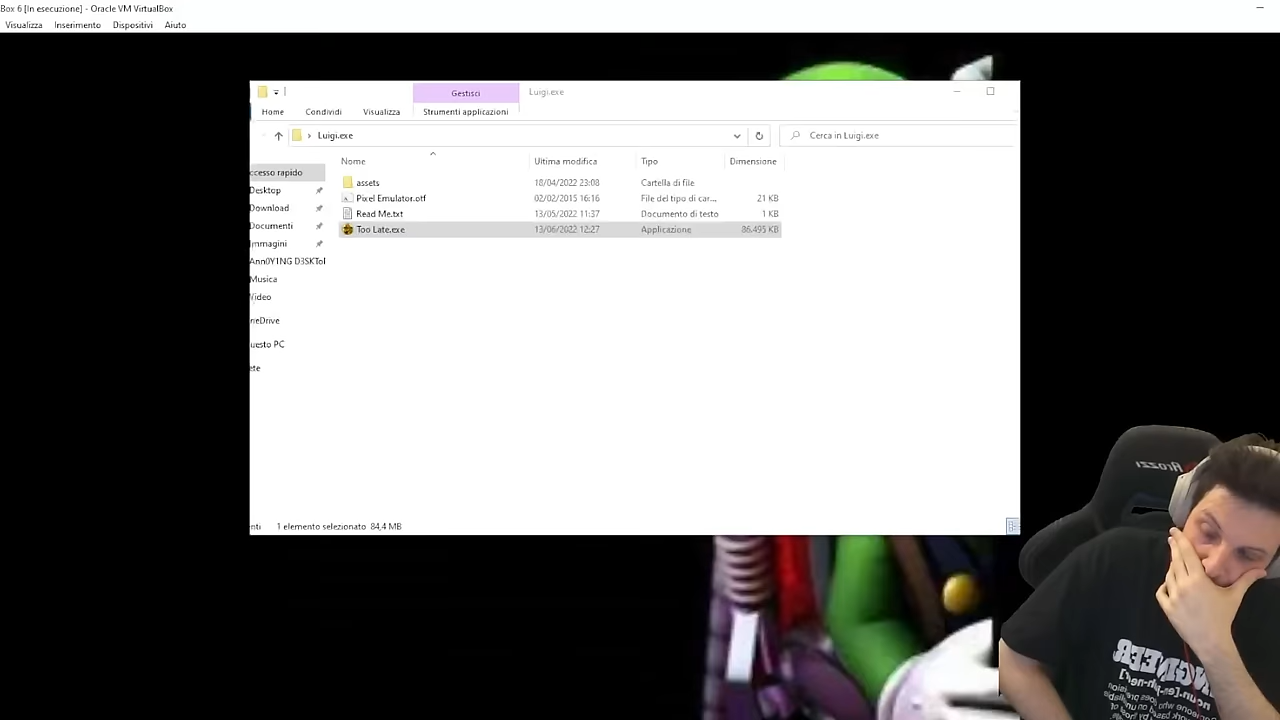 Box 6 [In esecuzione] - Oracle VM VirtualBox
Visualizza Inserimento Dispositivi Aiuto
Gestisci Luigi.exe
Home Condividi Visualizza Strumenti applicazioni
Luigi.exe Cerca in Luigi.exe
Nome Ultima modifica Tipo Dimensione
ccesso rapido
Desktop
Download
Documenti
Immagini
Ann0Y1NG D3SKTol
Musica
Video
neDrive
uesto PC
ete
assets 18/04/2022 23:08 Cartella di file
Pixel Emulator.otf 02/02/2015 16:16 File del tipo di car... 21 KB
Read Me.txt 13/05/2022 11:37 Documento di testo 1 KB
Too Late.exe 13/06/2022 12:27 Applicazione 86.495 KB
nti 1 elemento selezionato 84,4 MB
Arozzi